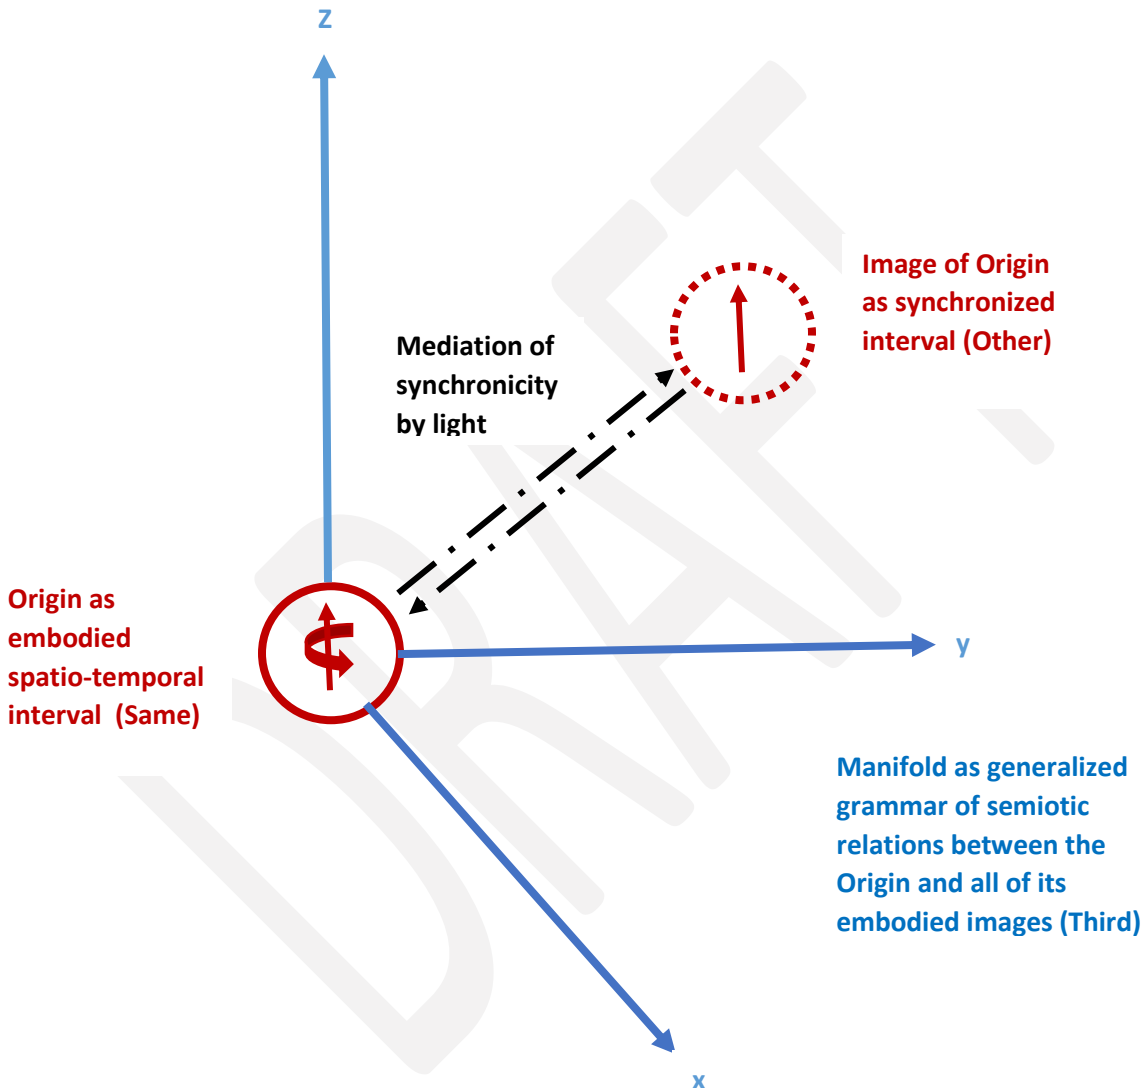 Z
Image of Origin
as synchronized
interval (Other)
Mediation of
synchronicity
by light
Origin as
embodied
spatio-temporal
interval (Same)
y
Manifold as generalized
grammar of semiotic
relations between the
Origin and all of its
embodied images (Third)
x
DRAFT